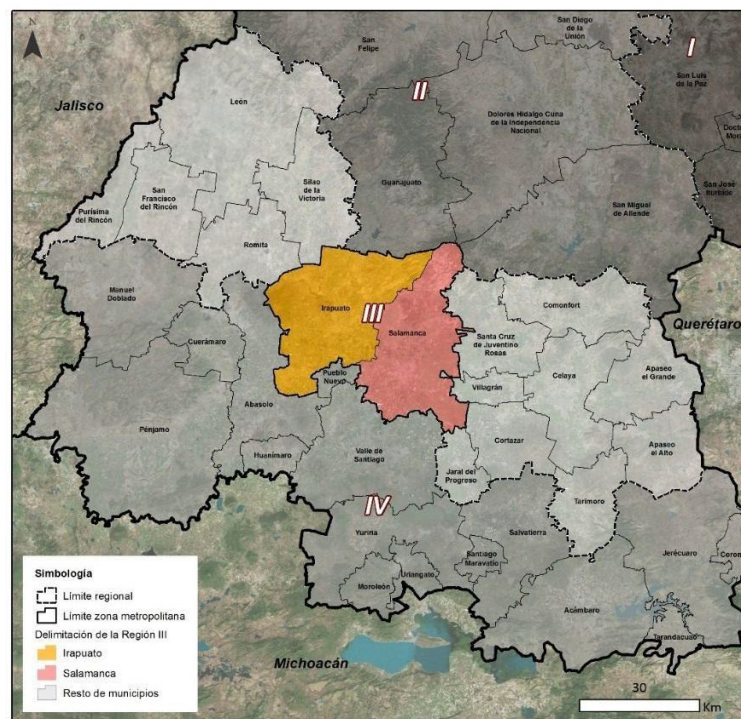 N
San Felipe
San Diego
de la
Unión
I
San Luis
de la Paz
Jalisco
León
II
Dolores Hidalgo Cuna
de la Independencia
Nacional
Guanajuato
San José
Iturbide
Silao
de la
Victoria
San
Francisco
del Rincón
Purísima
del Rincón
San Miguel
de Allende
Romita
Manuel
Doblado
Irapuato
III
Salamanca
Comonfort
Querétaro
Santa Cruz
de Juventino
Rosas
Cuerámaro
Pueblo
Nuevo
Villagrán
Celaya
Apaseo
el Grande
Abasolo
Pénjamo
Huanímaro
Valle de
Santiago
Cortazar
Apaseo
el Alto
Jaral del
Progreso
IV
Tarimoro
Yuriria
Salvatierra
Santiago
Maravatío
Jerécuaro
Moroleón
Uriangato
Acámbaro
Tarandacuao
Michoacán
Simbología
Límite regional
Límite zona metropolitana
Delimitación de la Región III
Irapuato
Salamanca
Resto de municipios
30
Km